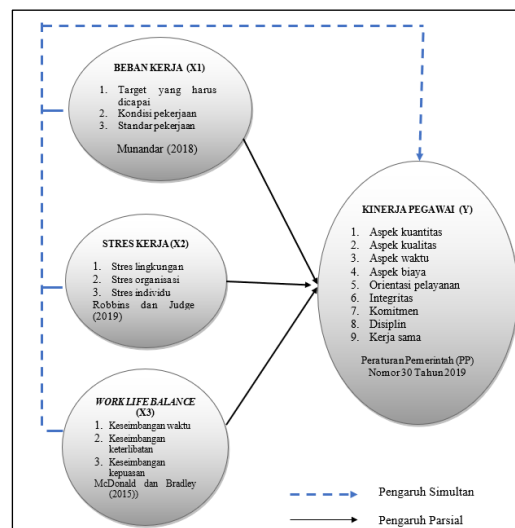 BEBAN KERJA (X1)
1. Target yang harus
dicapai
2. Kondisi pekerjaan
3. Standar pekerjaan
Munandar (2018)
STRES KERJA (X2)
1. Stres lingkungan
2. Stres organisasi
3. Stres individu
Robbins dan Judge
(2019)
WORK LIFE BALANCE
(X3)
1. Keseimbangan waktu
2. Keseimbangan
keterlibatan
3. Keseimbangan
kepuasan
McDonald dan Bradley
(2015))
KINERJA PEGAWAI (Y)
1. Aspek kuantitas
2. Aspek kualitas
3. Aspek waktu
4. Aspek biaya
5. Orientasi pelayanan
6. Integritas
7. Komitmen
8. Disiplin
9. Kerja sama
Peraturan Pemerintah (PP)
Nomor 30 Tahun 2019
Pengaruh Simultan
Pengaruh Parsial